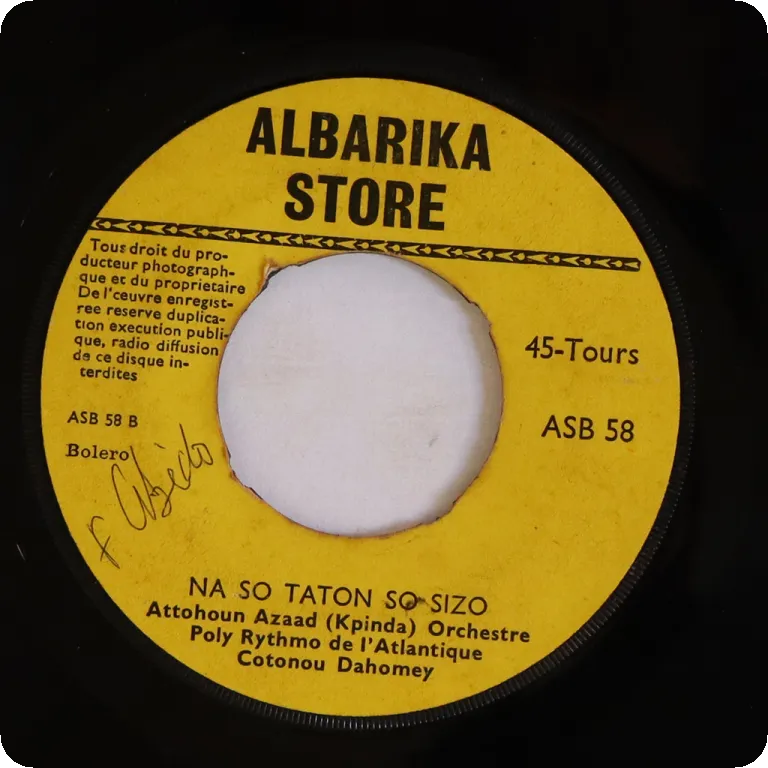 ALBARIKA
STORE
Tous droit du pro-
ducteur photograph-
que et du proprietaire
De l'œuvre enregist-
ree reserve duplica-
tion execution publi-
que, radio diffusion
de ce disque in-
terdites
45-Tours
ASB 58 B
ASB 58
Bolero
NA SO TATON SO SIZO
Attohoun Azaad (Kpinda) Orchestre
Poly Rythmo de l'Atlantique
Cotonou Dahomey